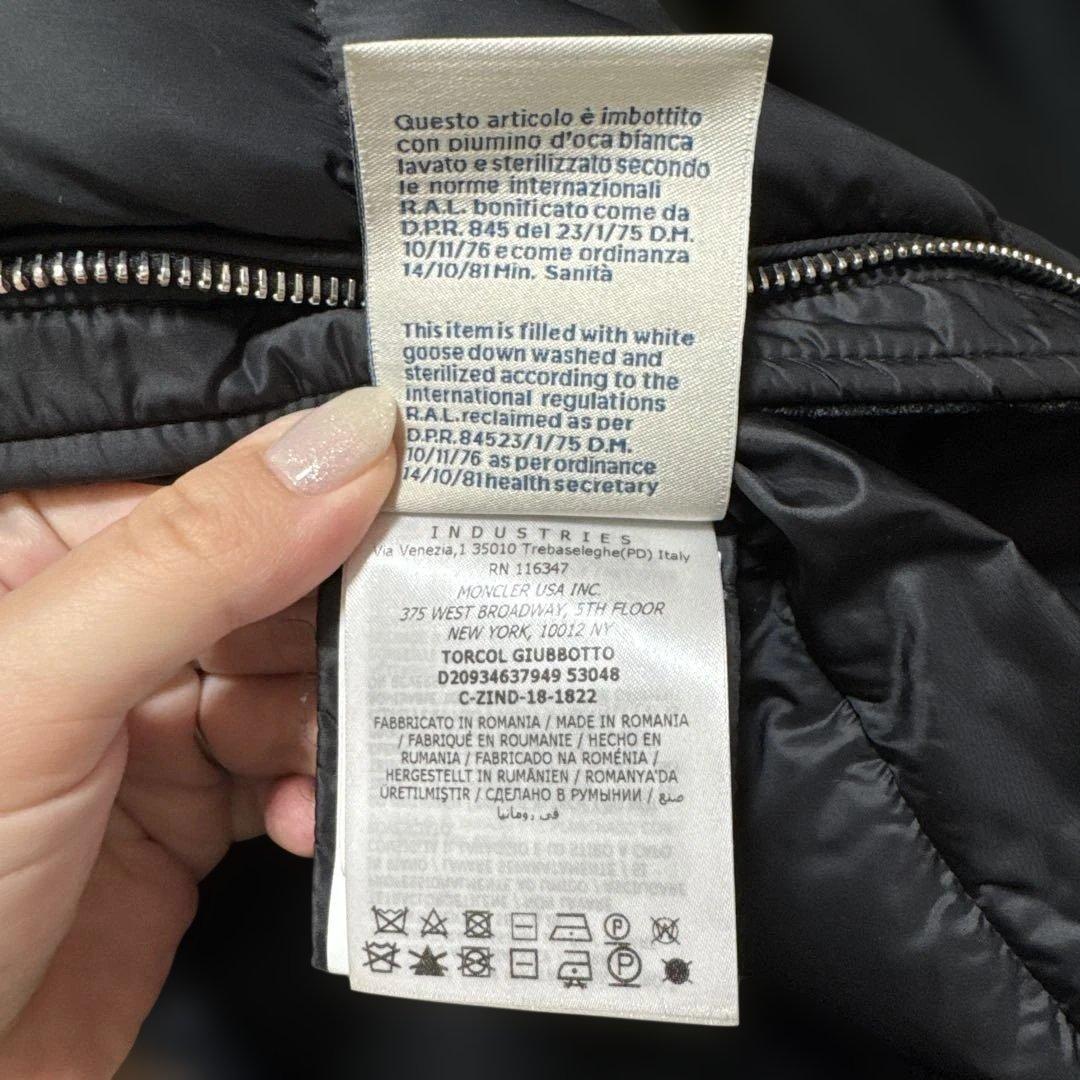 Questo articolo è imbottito
con piumino d'oca bianca
lavato e sterilizzato secondo
le norme internazionali
R.A.L. bonificato come da
D.P.R. 845 del 23/1/75 D.M.
10/11/76 e come ordinanza
14/10/81 Min. Sanità
This item is filled with white
goose down washed and
sterilized according to the
international regulations
R.A.L. reclaimed as per
D.P.R. 845 23/1/75 D.M.
10/11/76 as per ordinance
14/10/81 health secretary
INDUSTRIES
Via Venezia,1 35010 Trebaseleghe(PD) Italy
RN 116347
MONCLER USA INC.
375 WEST BROADWAY, 5TH FLOOR
NEW YORK, 10012 NY
TORCOL GIUBBOTTO
D20934637949 53048
C-ZIND-18-1822
FABBRICATO IN ROMANIA / MADE IN ROMANIA
/ FABRIQUÉ EN ROUMANIE / HECHO EN
RUMANIA / FABRICADO NA ROMÉNIA /
HERGESTELLT IN RUMÄNIEN / ROMANYA'DA
ÜRETILMIŞTIR / СДЕЛАНО В РУМЫНИИ / صنع
في رومانيا
P W
P